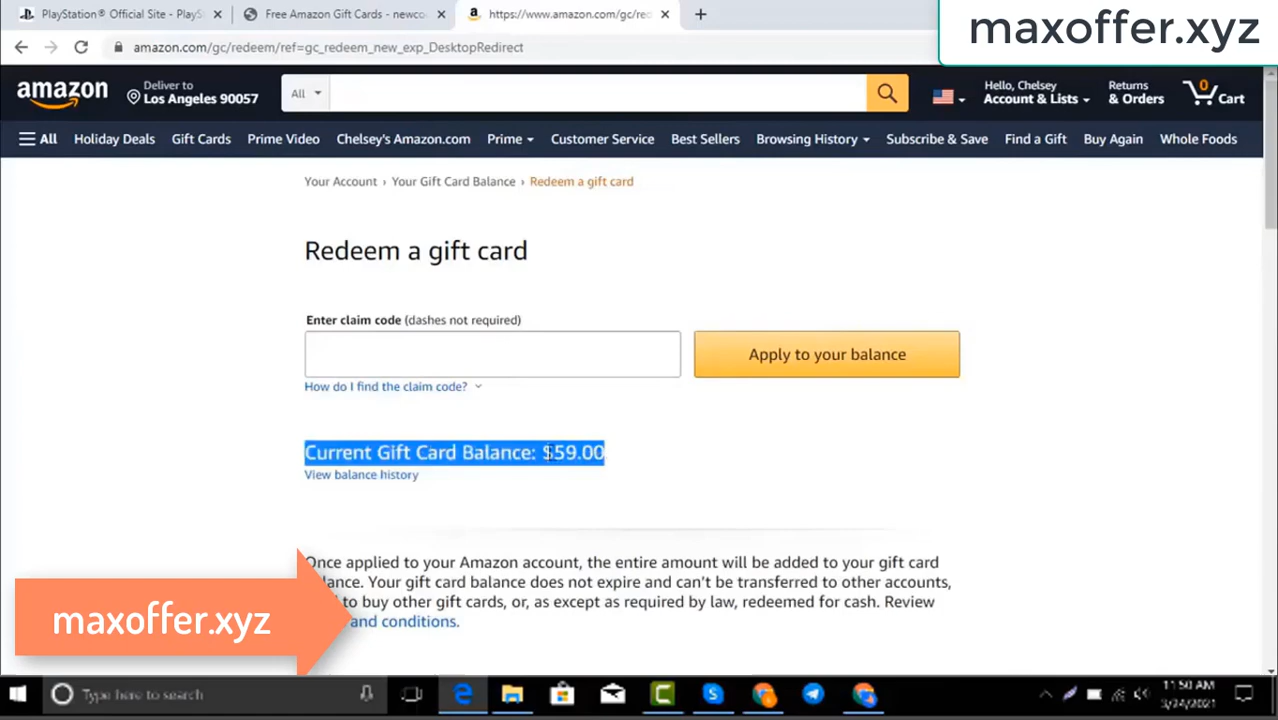 PlayStation® Official Site - PlaySt
Free Amazon Gift Cards - newco
https://www.amazon.com/gc/red
maxoffer.xyz
amazon.com/gc/redeem/ref=gc_redeem_new_exp_DesktopRedirect
amazon
Deliver to
Los Angeles 90057
All
Hello, Chelsey
Account & Lists
Returns
& Orders
0
Cart
All Holiday Deals Gift Cards Prime Video Chelsey's Amazon.com Prime Customer Service Best Sellers Browsing History Subscribe & Save Find a Gift Buy Again Whole Foods
Your Account › Your Gift Card Balance › Redeem a gift card
Redeem a gift card
Enter claim code (dashes not required)
Apply to your balance
How do I find the claim code?
Current Gift Card Balance: $59.00
View balance history
Once applied to your Amazon account, the entire amount will be added to your gift card
balance. Your gift card balance does not expire and can't be transferred to other accounts,
to buy other gift cards, or, as except as required by law, redeemed for cash. Review
and conditions.
maxoffer.xyz
Type here to search
11:50 AM
3/24/2021